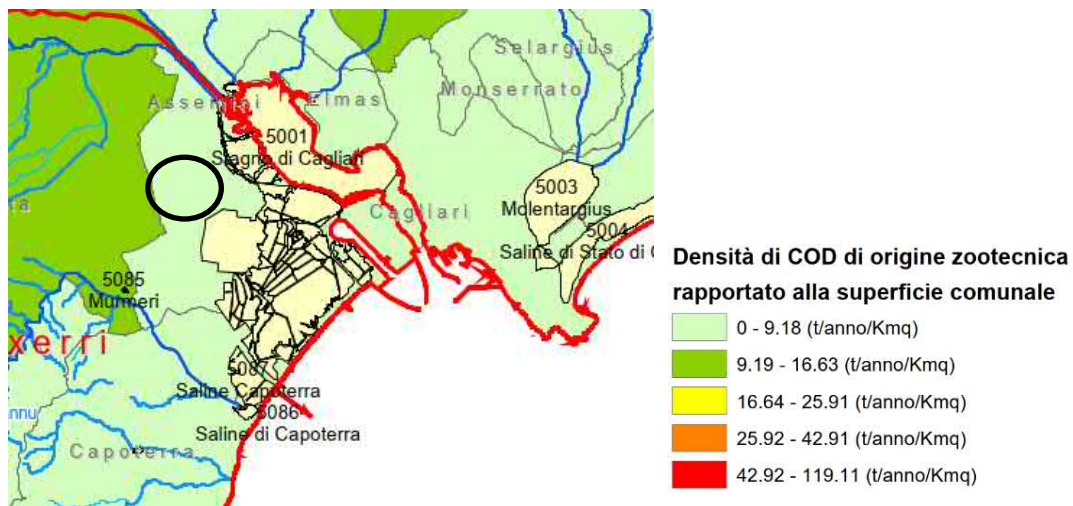 Selargius
Monserrato
Elmas
Assemini
5001
Stagno di Cagliari
5003
Molentargius
Cagliari
5004
Saline di Stato di C
5085
Murmeri
xerri
5087
Saline Capoterra
5086
Saline di Capoterra
nnu
Capoterra
Densità di COD di origine zootecnica
rapportato alla superficie comunale
0 - 9.18 (t/anno/Kmq)
9.19 - 16.63 (t/anno/Kmq)
16.64 - 25.91 (t/anno/Kmq)
25.92 - 42.91 (t/anno/Kmq)
42.92 - 119.11 (t/anno/Kmq)